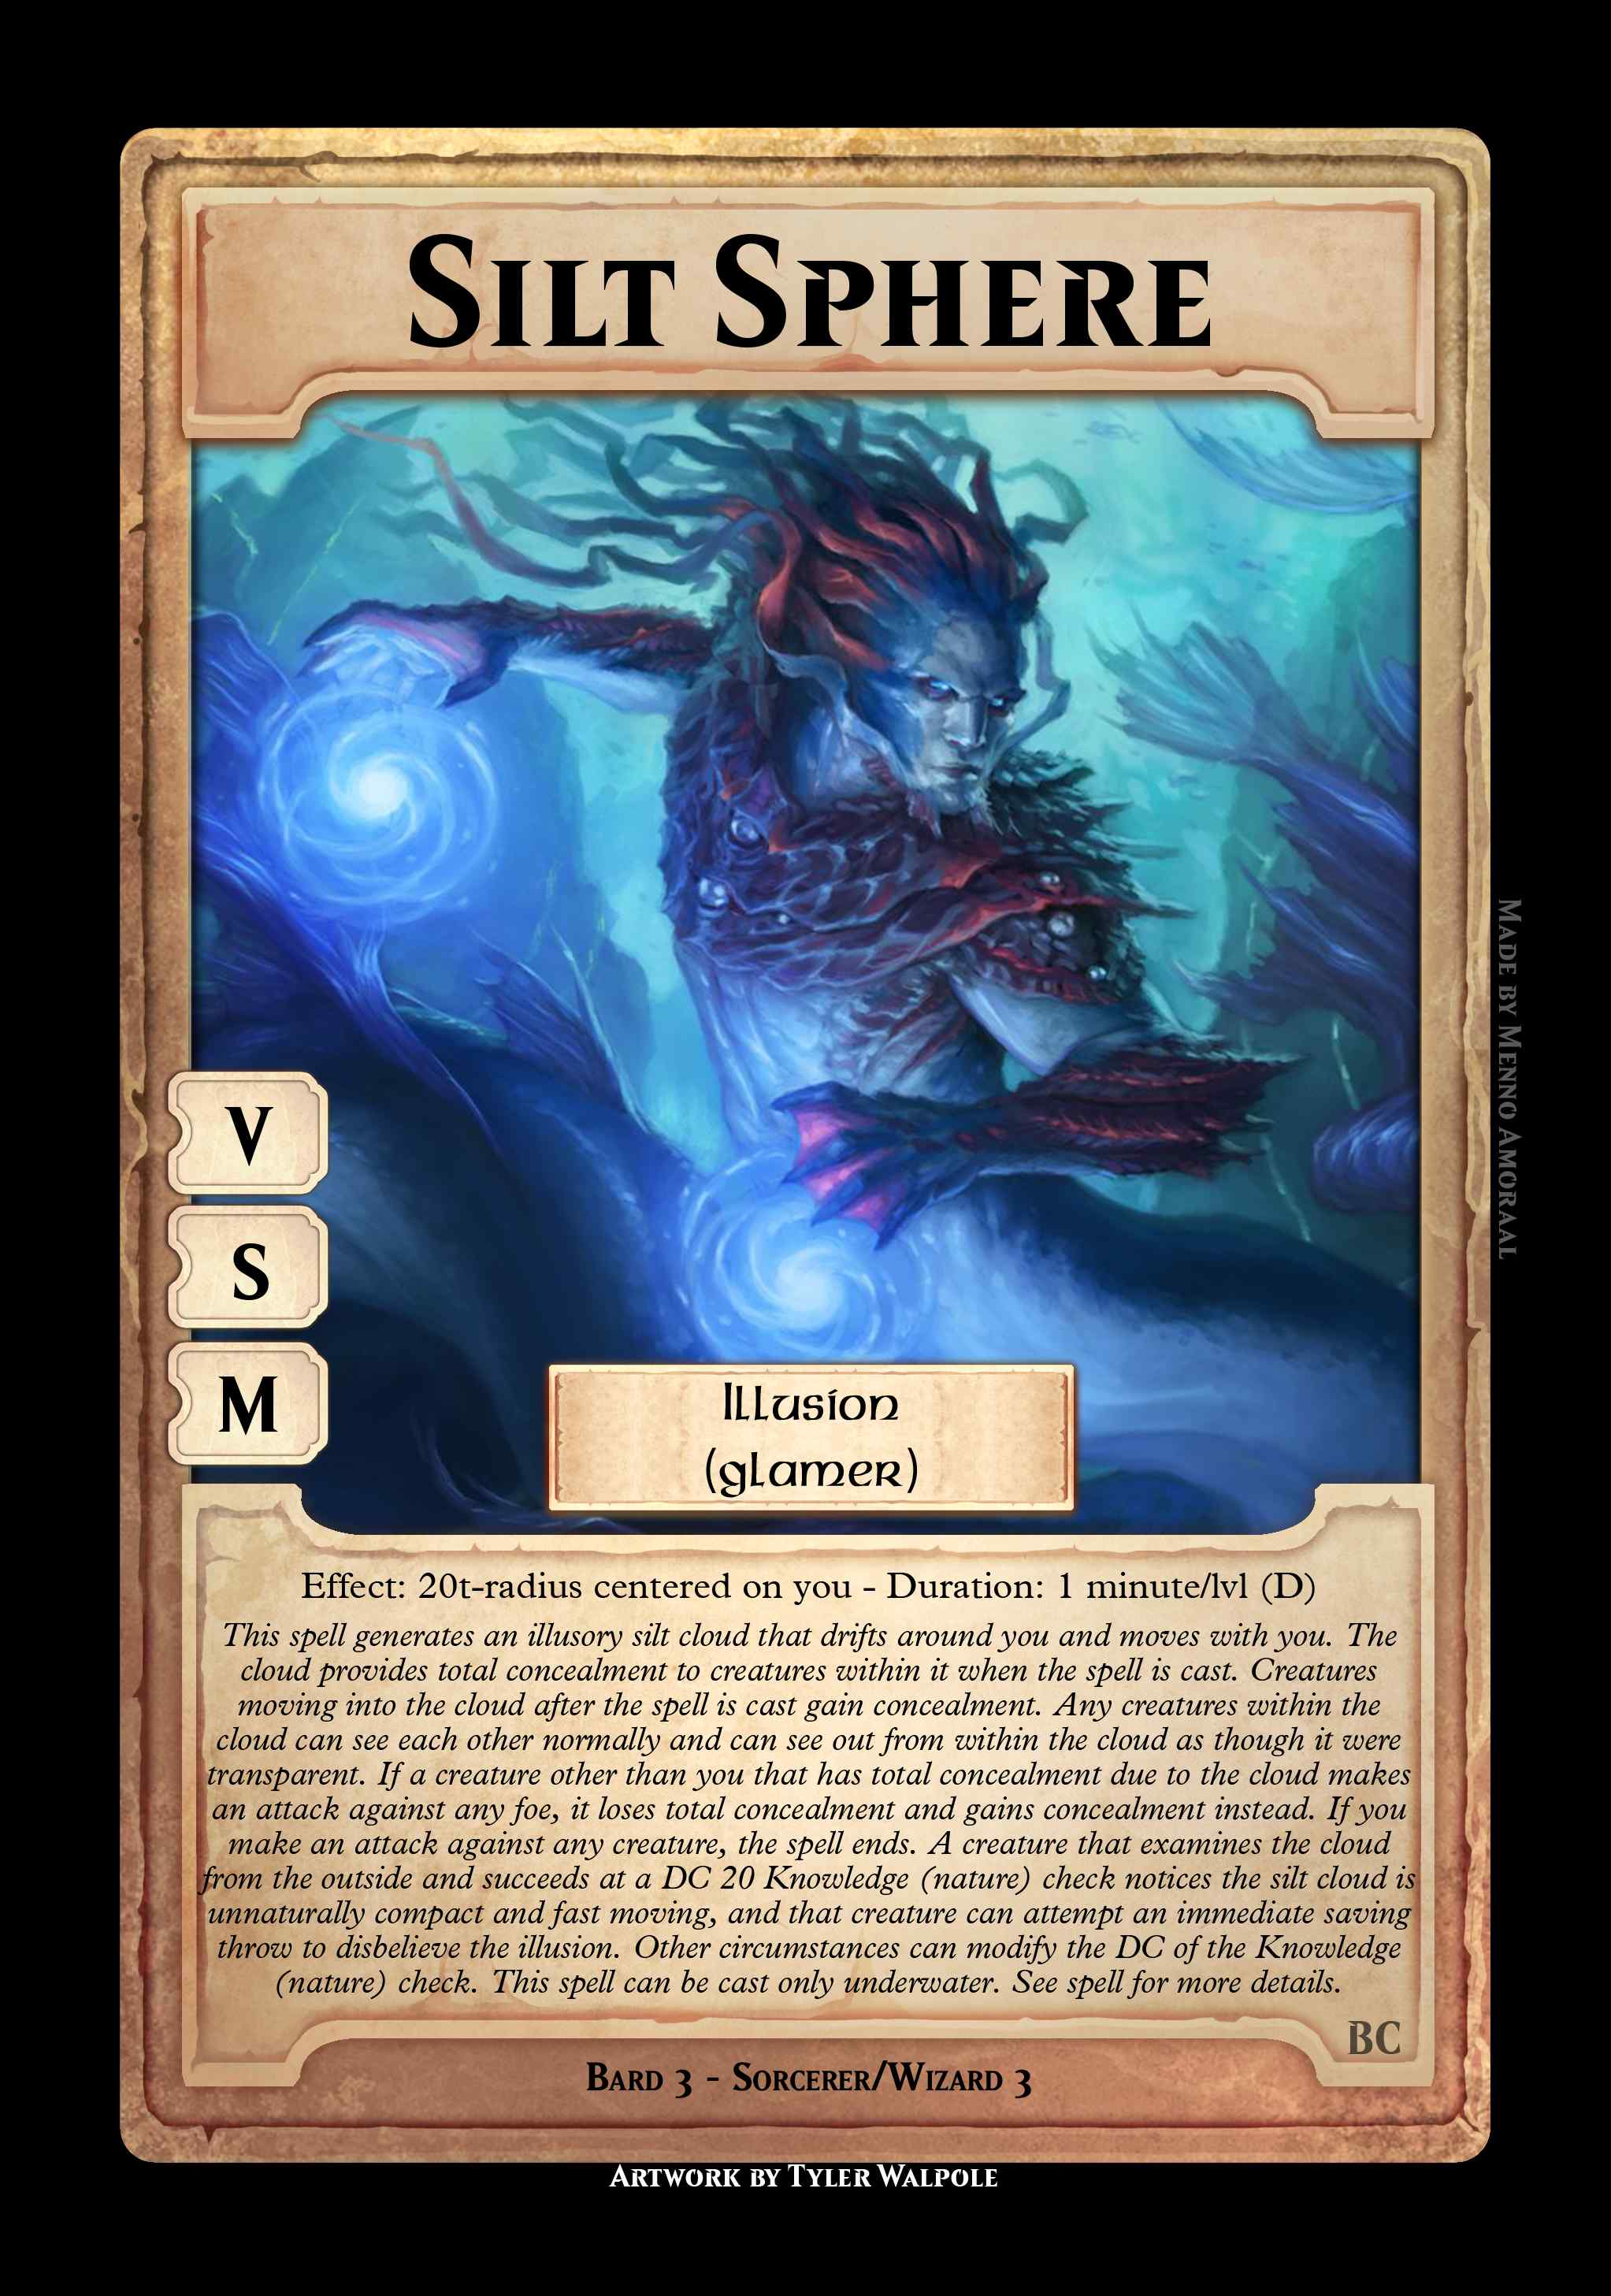 Silt Sphere
Made by Menno Amoraal
V
S
M
Illusion
(glamer)
Effect: 20t-radius centered on you - Duration: 1 minute/lvl (D)
This spell generates an illusory silt cloud that drifts around you and moves with you. The
cloud provides total concealment to creatures within it when the spell is cast. Creatures
moving into the cloud after the spell is cast gain concealment. Any creatures within the
cloud can see each other normally and can see out from within the cloud as though it were
transparent. If a creature other than you that has total concealment due to the cloud makes
an attack against any foe, it loses total concealment and gains concealment instead. If you
make an attack against any creature, the spell ends. A creature that examines the cloud
from the outside and succeeds at a DC 20 Knowledge (nature) check notices the silt cloud is
unnaturally compact and fast moving, and that creature can attempt an immediate saving
throw to disbelieve the illusion. Other circumstances can modify the DC of the Knowledge
(nature) check. This spell can be cast only underwater. See spell for more details.
BC
Bard 3 - Sorcerer/Wizard 3
Artwork by Tyler Walpole